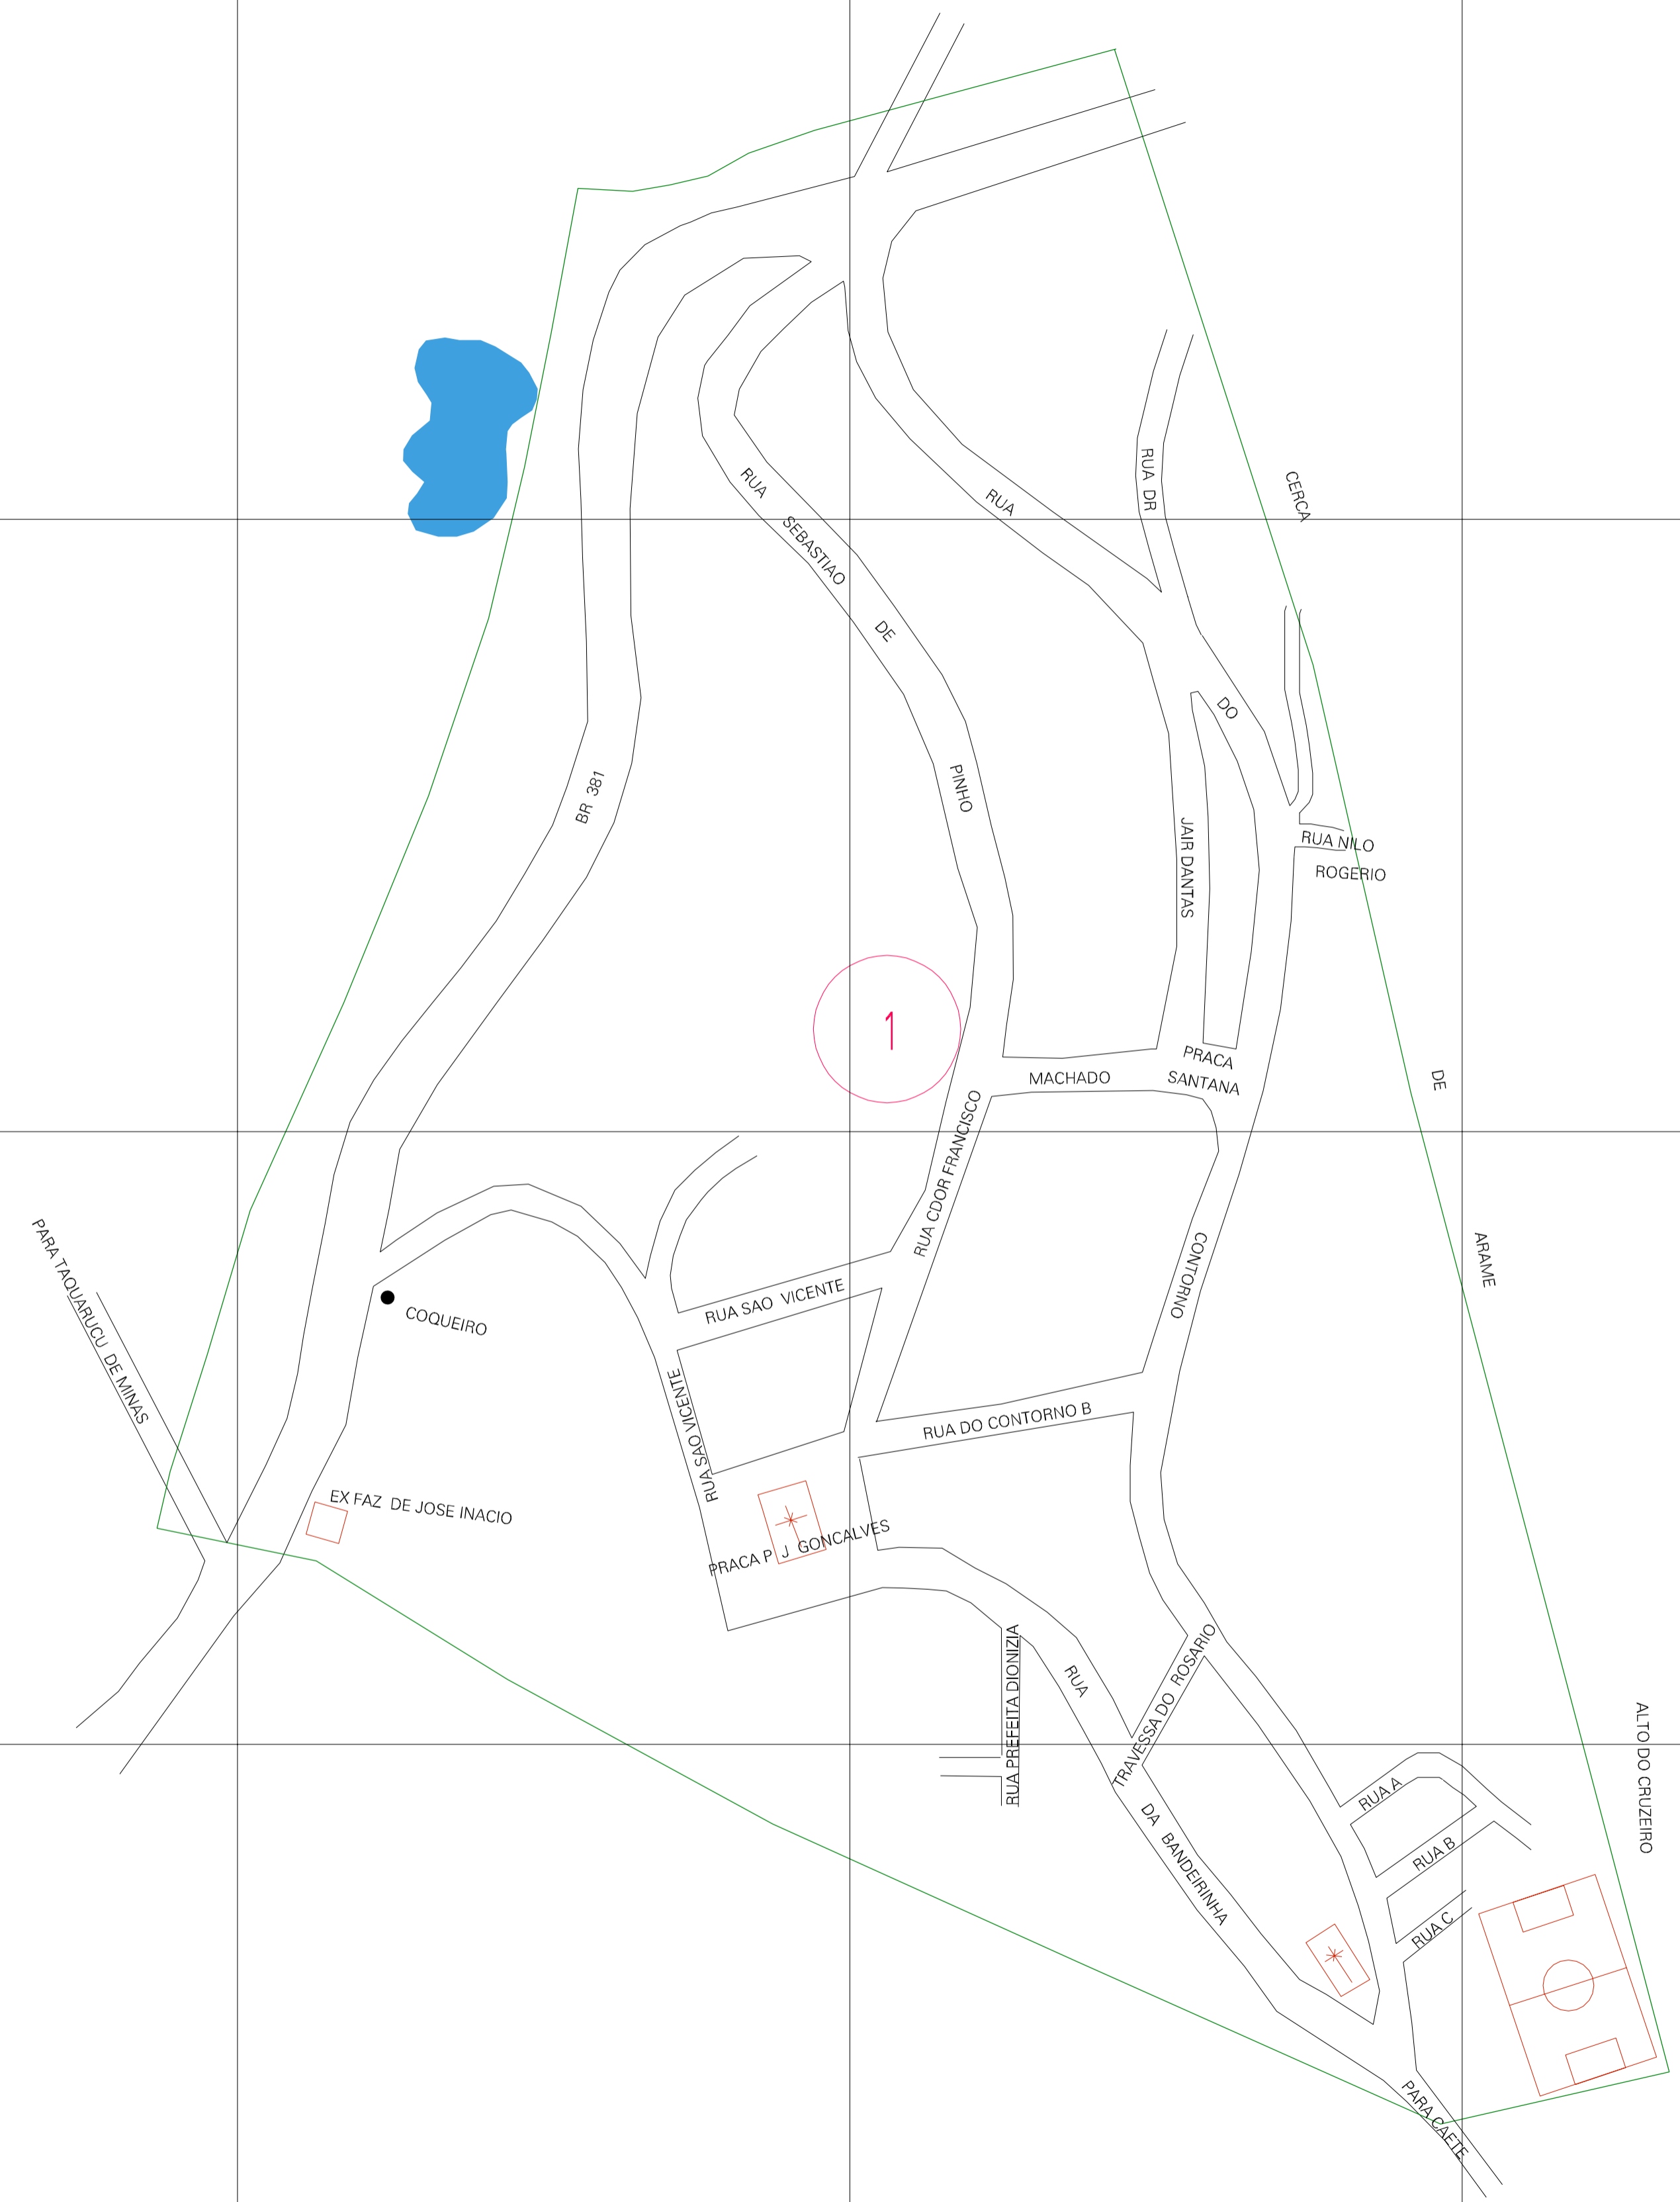 RUA DR
CERCA
RUA
RUA
SEBASTIAO
DE
DO
PINHO
BR 381
JAIR DANTAS
RUA NILO
ROGERIO
1
PRACA
SANTANA
MACHADO
DE
RUA CDOR FRANCISCO
PARA TAQUARUCU DE MINAS
CONTORNO
ARAME
RUA SAO VICENTE
COQUEIRO
RUA SAO VICENTE
RUA DO CONTORNO B
EX FAZ DE JOSE INACIO
PRACA P J GONCALVES
RUA PREFEITA DIONIZIA
RUA
TRAVESSA DO ROSARIO
ALTO DO CRUZEIRO
RUA A
DA BANDEIRINHA
RUA B
RUA C
PARA CAETE